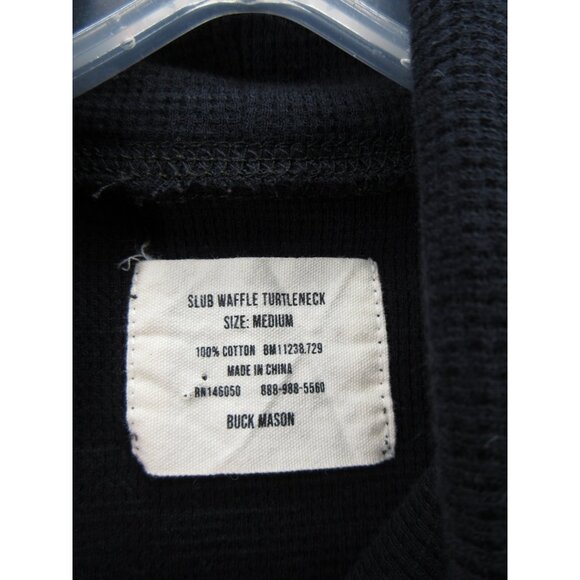 SLUB WAFFLE TURTLENECK
SIZE: MEDIUM
100% COTTON BM11238.729
MADE IN CHINA
RN146050 888-988-5560
BUCK MASON